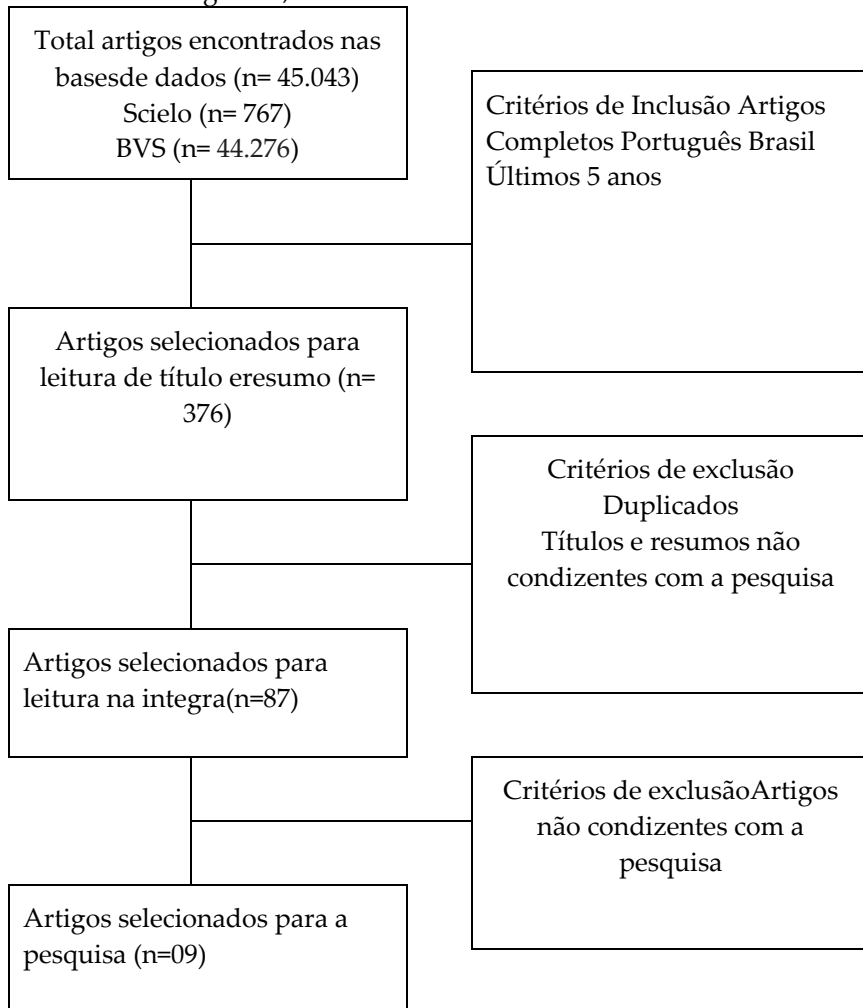 Total artigos encontrados nas
basesde dados (n= 45.043)
Scielo (n= 767)
BVS (n= 44.276)
Critérios de Inclusão Artigos
Completos Português Brasil
Últimos 5 anos
Artigos selecionados para
leitura de título eresumo (n=
376)
Critérios de exclusão
Duplicados
Títulos e resumos não
condizentes com a pesquisa
Artigos selecionados para
leitura na integra(n=87)
Critérios de exclusãoArtigos
não condizentes com a
pesquisa
Artigos selecionados para a
pesquisa (n=09)